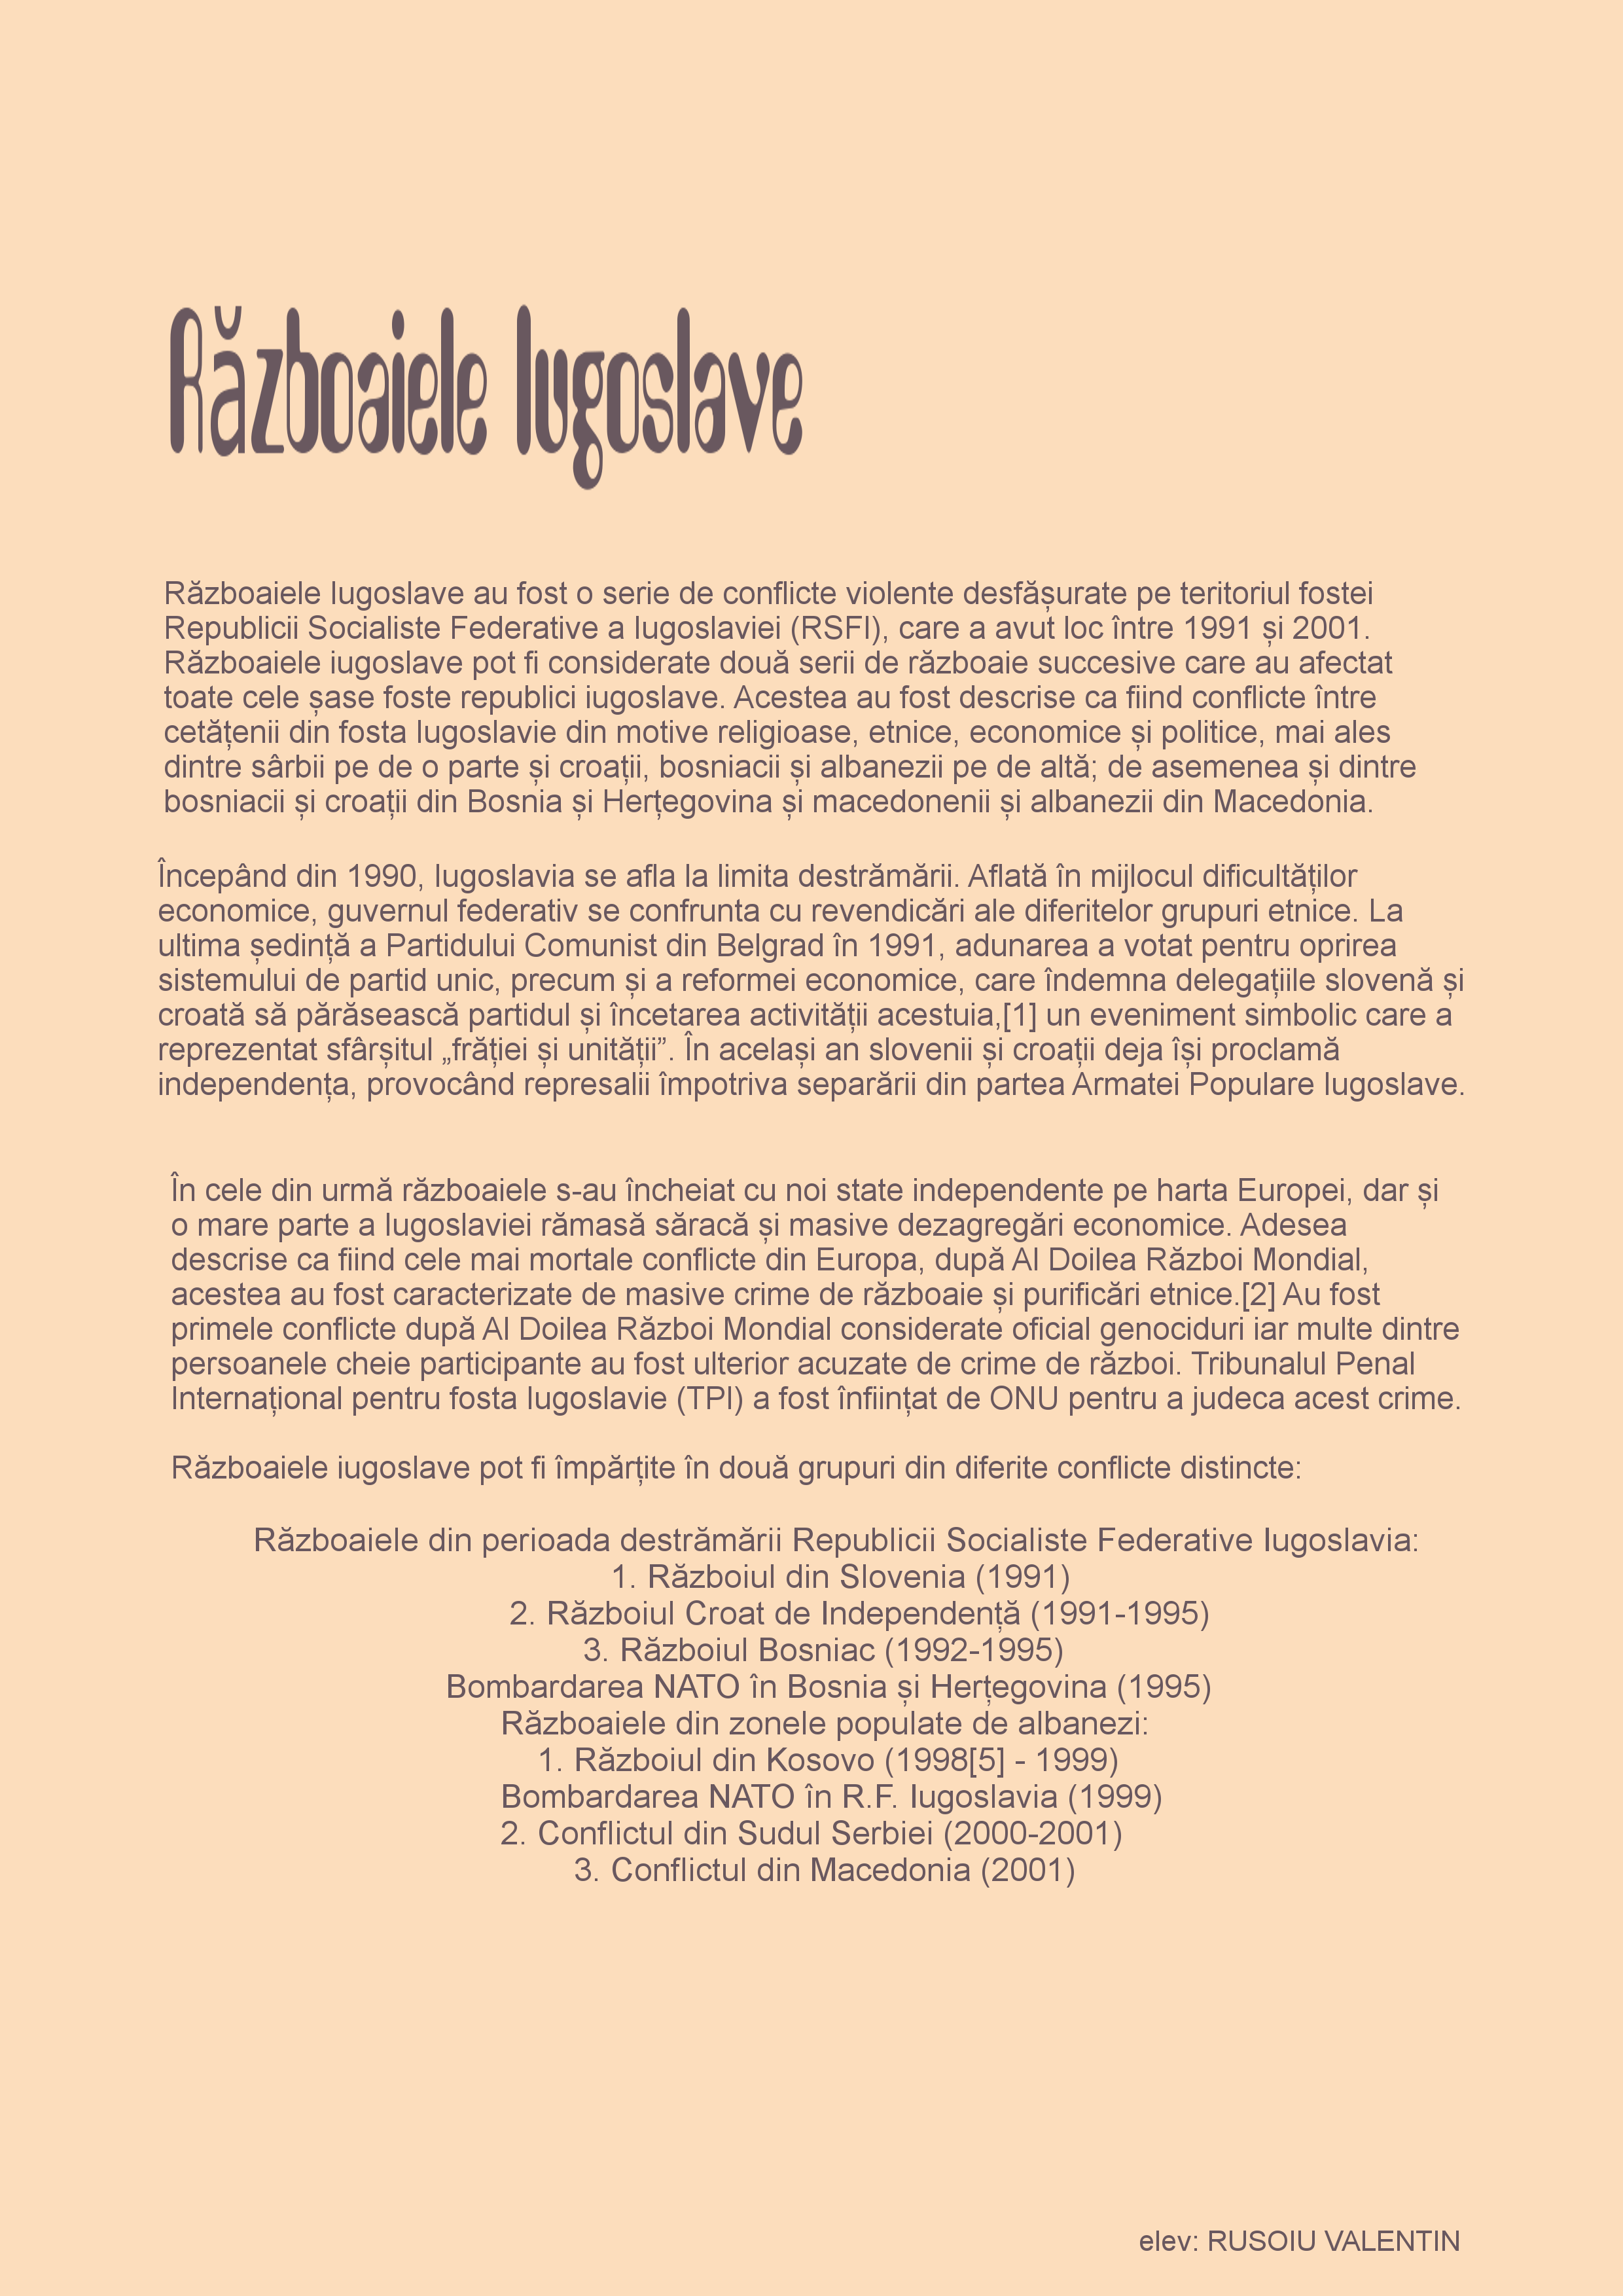 Războaiele Iugoslave
Războaiele Iugoslave au fost o serie de conflicte violente desfășurate pe teritoriul fostei
Republicii Socialiste Federative a Iugoslaviei (RSFI), care a avut loc între 1991 și 2001.
Războaiele iugoslave pot fi considerate două serii de războaie succesive care au afectat
toate cele șase foste republici iugoslave. Acestea au fost descrise ca fiind conflicte între
cetățenii din fosta Iugoslavie din motive religioase, etnice, economice și politice, mai ales
dintre sârbii pe de o parte și croații, bosniacii și albanezii pe de altă; de asemenea și dintre
bosniacii și croații din Bosnia și Herțegovina și macedonenii și albanezii din Macedonia.
Începând din 1990, Iugoslavia se afla la limita destrămării. Aflată în mijlocul dificultăților
economice, guvernul federativ se confrunta cu revendicări ale diferitelor grupuri etnice. La
ultima ședință a Partidului Comunist din Belgrad în 1991, adunarea a votat pentru oprirea
sistemului de partid unic, precum și a reformei economice, care îndemna delegațiile slovenă și
croată să părăsească partidul și încetarea activității acestuia,[1] un eveniment simbolic care a
reprezentat sfârșitul „frăției și unității”. În același an slovenii și croații deja își proclamă
independența, provocând represalii împotriva separării din partea Armatei Populare Iugoslave.
În cele din urmă războaiele s-au încheiat cu noi state independente pe harta Europei, dar și
o mare parte a Iugoslaviei rămasă săracă și masive dezagregări economice. Adesea
descrise ca fiind cele mai mortale conflicte din Europa, după Al Doilea Război Mondial,
acestea au fost caracterizate de masive crime de războaie și purificări etnice.[2] Au fost
primele conflicte după Al Doilea Război Mondial considerate oficial genociduri iar multe dintre
persoanele cheie participante au fost ulterior acuzate de crime de război. Tribunalul Penal
Internațional pentru fosta Iugoslavie (TPI) a fost înființat de ONU pentru a judeca acest crime.
Războaiele iugoslave pot fi împărțite în două grupuri din diferite conflicte distincte:
Războaiele din perioada destrămării Republicii Socialiste Federative Iugoslavia:
1. Războiul din Slovenia (1991)
2. Războiul Croat de Independență (1991-1995)
3. Războiul Bosniac (1992-1995)
Bombardarea NATO în Bosnia și Herțegovina (1995)
Războaiele din zonele populate de albanezi:
1. Războiul din Kosovo (1998[5] - 1999)
Bombardarea NATO în R.F. Iugoslavia (1999)
2. Conflictul din Sudul Serbiei (2000-2001)
3. Conflictul din Macedonia (2001)
elev: RUSOIU VALENTIN